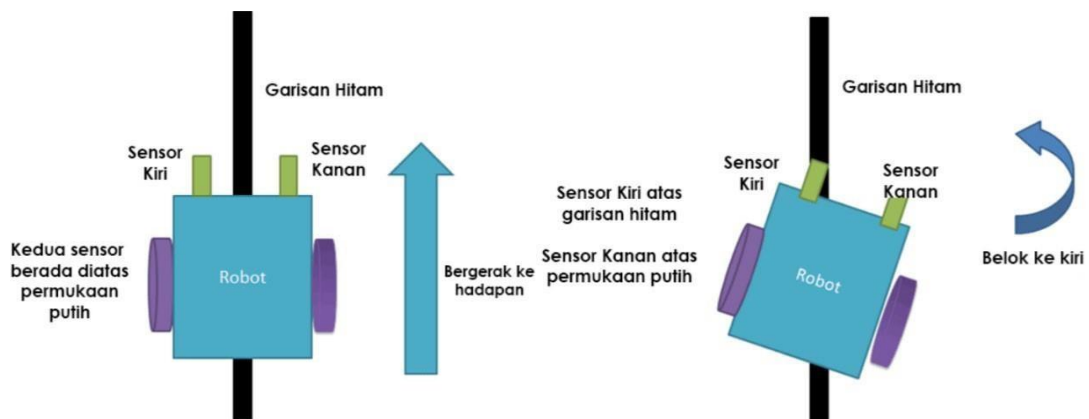 Garisan Hitam
Sensor
Kiri
Sensor
Kanan
Kedua sensor
berada diatas
permukaan
putih
Robot
Bergerak ke
hadapan
Garisan Hitam
Sensor
Kiri
Sensor
Kanan
Sensor Kiri atas
garisan hitam
Sensor Kanan atas
permukaan putih
Robot
Belok ke kiri